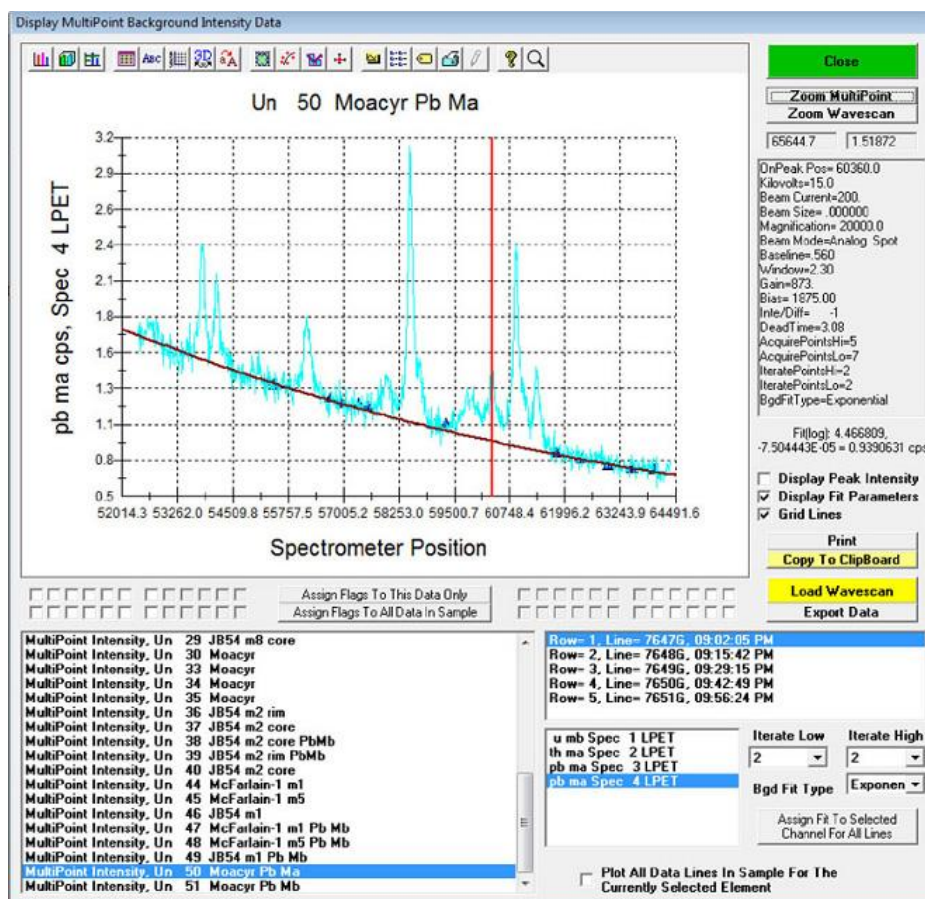 Display MultiPoint Background Intensity Data
Close
Un 50 Moacyr Pb Ma
Zoom MultiPoint
Zoom Wavescan
65644.7 1.51872
pb ma cps, Spec 4 LPET
3.2
2.9
2.6
2.4
2.1
1.8
1.6
1.3
1.1
0.8
0.5
52014.3 53262.0 54509.8 55757.5 57005.2 58253.0 59500.7 60748.4 61996.2 63243.9 64491.6
Spectrometer Position
OnPeak Pos= 60360.0
Kilovolts=15.0
Beam Current=200.
Beam Size= .000000
Magnification= 20000.0
Beam Mode=Analog Spot
Baseline=.560
Window=2.30
Gain=873.
Bias= 1875.00
Inte/Diff= -1
DeadTime=3.08
AcquirePointsHi=5
AcquirePointsLo=7
IteratePointsHi=2
IteratePointsLo=2
BgdFitType=Exponential
Fit(log): 4.466809,
-7.504443E-05 = 0.9390631 cps
Display Peak Intensity
Display Fit Parameters
Grid Lines
Print
Copy To ClipBoard
Load Wavescan
Export Data
Assign Flags To This Data Only
Assign Flags To All Data In Sample
MultiPoint Intensity, Un 29 JB54 m8 core
MultiPoint Intensity, Un 30 Moacyr
MultiPoint Intensity, Un 33 Moacyr
MultiPoint Intensity, Un 34 Moacyr
MultiPoint Intensity, Un 35 Moacyr
MultiPoint Intensity, Un 36 JB54 m2 rim
MultiPoint Intensity, Un 37 JB54 m2 core
MultiPoint Intensity, Un 38 JB54 m2 core PbMb
MultiPoint Intensity, Un 39 JB54 m2 rim PbMb
MultiPoint Intensity, Un 40 JB54 m2 core
MultiPoint Intensity, Un 44 McFarlain-1 m1
MultiPoint Intensity, Un 45 McFarlain-1 m5
MultiPoint Intensity, Un 46 JB54 m1
MultiPoint Intensity, Un 47 McFarlain-1 m1 Pb Mb
MultiPoint Intensity, Un 48 McFarlain-1 m5 Pb Mb
MultiPoint Intensity, Un 49 JB54 m1 Pb Mb
MultiPoint Intensity, Un 50 Moacyr Pb Ma
MultiPoint Intensity, Un 51 Moacyr Pb Mb
Row= 1, Line= 7647G, 09:02:05 PM
Row= 2, Line= 7648G, 09:15:42 PM
Row= 3, Line= 7649G, 09:29:15 PM
Row= 4, Line= 7650G, 09:42:49 PM
Row= 5, Line= 7651G, 09:56:24 PM
u mb Spec 1 LPET
th ma Spec 2 LPET
pb ma Spec 3 LPET
pb ma Spec 4 LPET
Iterate Low Iterate High
2 2
Bgd Fit Type Exponen
Assign Fit To Selected
Channel For All Lines
Plot All Data Lines In Sample For The
Currently Selected Element